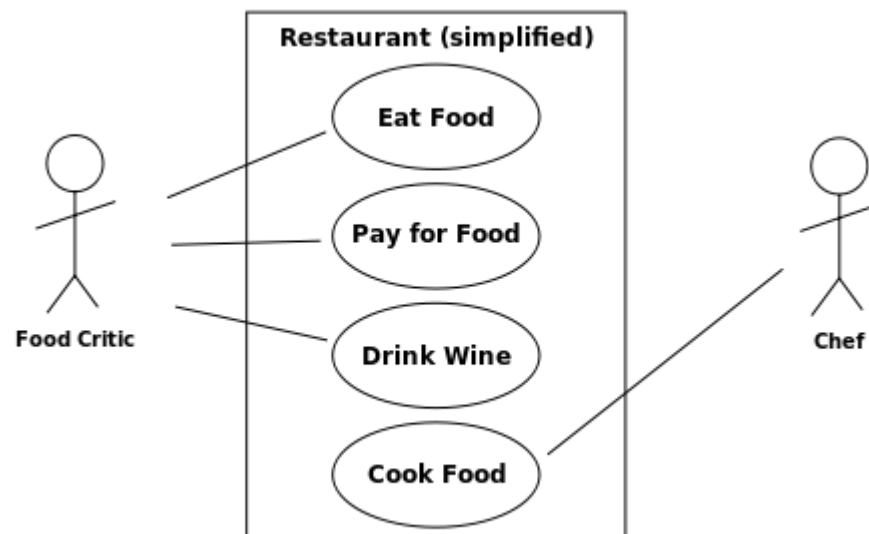 Restaurant (simplified)
Eat Food
Pay for Food
Drink Wine
Cook Food
Food Critic
Chef